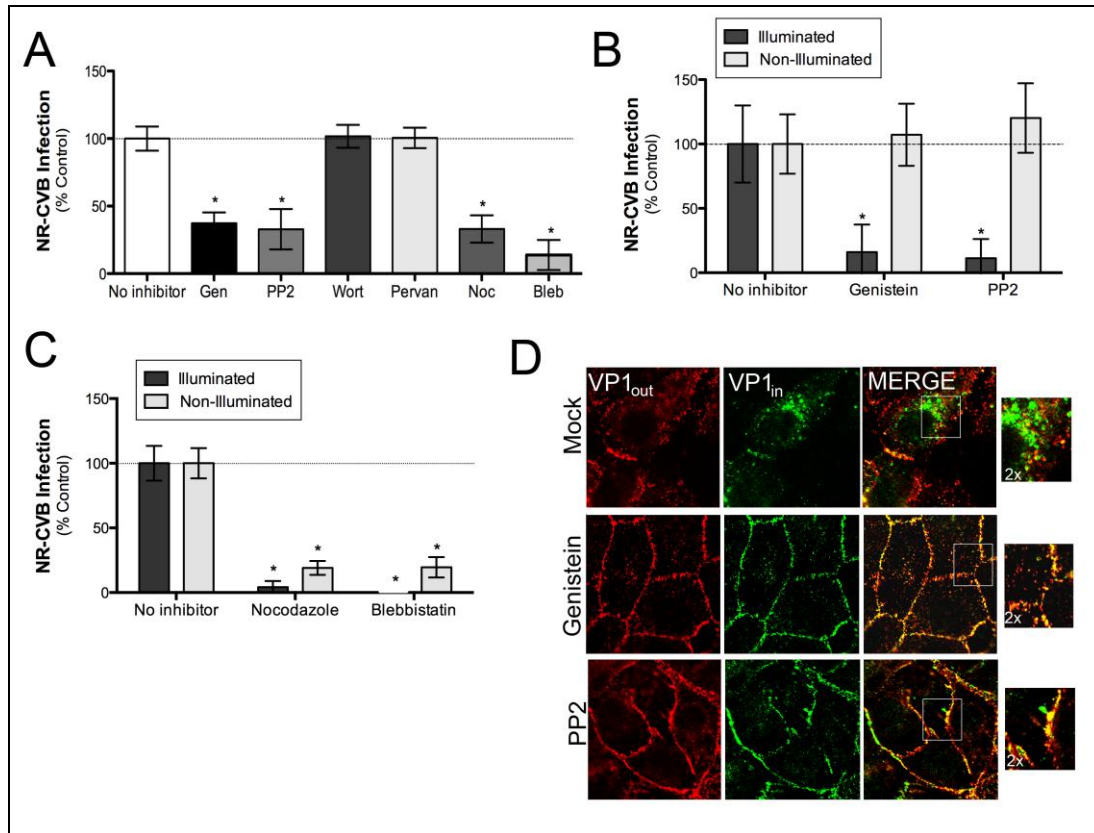 A
150
100
50
0
NR-CVB Infection
(% Control)
*
*
*
*
No inhibitor Gen PP2 Wort Pervan Noc Bleb
B
Illuminated
Non-Illuminated
150
100
50
0
NR-CVB Infection
(% Control)
*
*
No inhibitor Genistein PP2
C
Illuminated
Non-Illuminated
150
100
50
0
NR-CVB Infection
(% Control)
*
*
*
*
No inhibitor Nocodazole Blebbistatin
D
VP1out VP1in MERGE
Mock
2x
Genistein
2x
PP2
2x